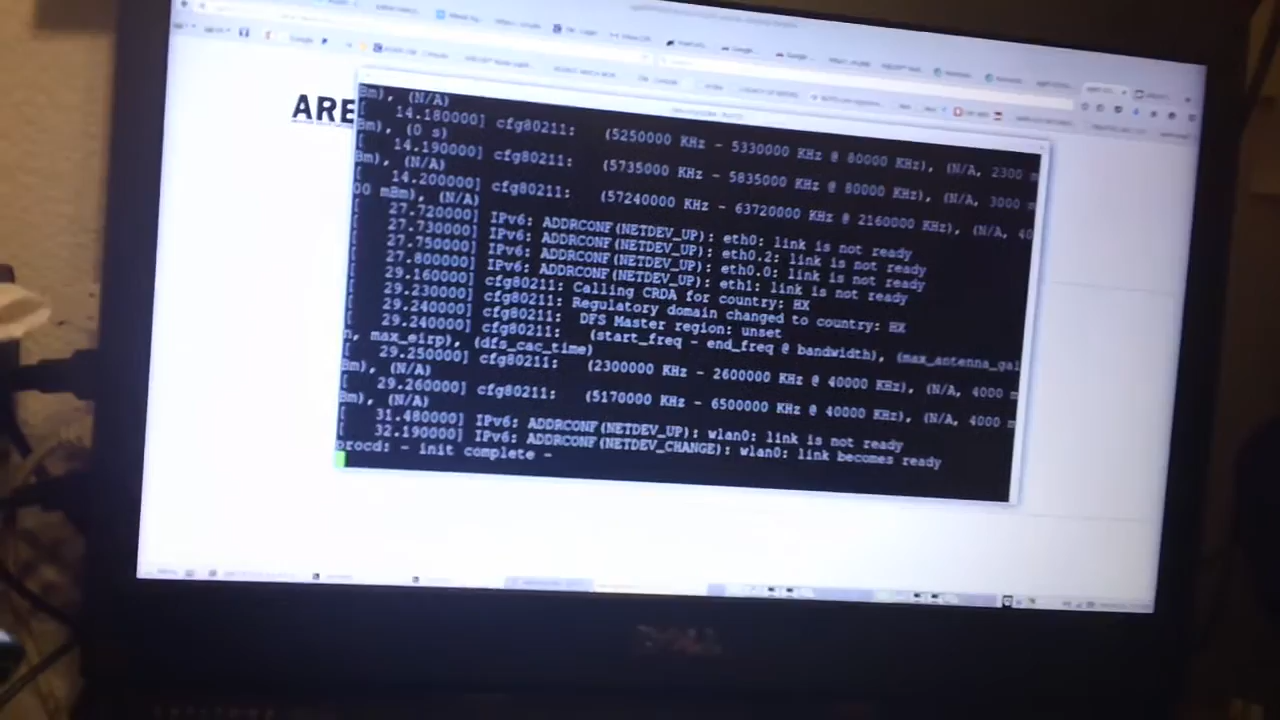 ARE
Bm), (N/A)
[ 14.180000] cfg80211: (5250000 KHz - 5330000 KHz @ 80000 KHz), (N/A, 2300 m
Bm), (0 s)
[ 14.190000] cfg80211: (5735000 KHz - 5835000 KHz @ 80000 KHz), (N/A, 3000 m
Bm), (N/A)
[ 14.200000] cfg80211: (57240000 KHz - 63720000 KHz @ 2160000 KHz), (N/A, 40
00 mBm), (N/A)
[ 27.720000] IPv6: ADDRCONF(NETDEV_UP): eth0: link is not ready
[ 27.730000] IPv6: ADDRCONF(NETDEV_UP): eth0.2: link is not ready
[ 27.750000] IPv6: ADDRCONF(NETDEV_UP): eth0.0: link is not ready
[ 27.800000] IPv6: ADDRCONF(NETDEV_UP): eth1: link is not ready
[ 29.160000] cfg80211: Calling CRDA for country: HX
[ 29.230000] cfg80211: Regulatory domain changed to country: HX
[ 29.240000] cfg80211: DFS Master region: unset
[ 29.240000] cfg80211: (start_freq - end_freq @ bandwidth), (max_antenna_gai
n, max_eirp), (dfs_cac_time)
[ 29.250000] cfg80211: (2300000 KHz - 2600000 KHz @ 40000 KHz), (N/A, 4000 m
Bm), (N/A)
[ 29.260000] cfg80211: (5170000 KHz - 6500000 KHz @ 40000 KHz), (N/A, 4000 m
Bm), (N/A)
[ 31.480000] IPv6: ADDRCONF(NETDEV_UP): wlan0: link is not ready
[ 32.190000] IPv6: ADDRCONF(NETDEV_CHANGE): wlan0: link becomes ready
procd: - init complete -
DELL